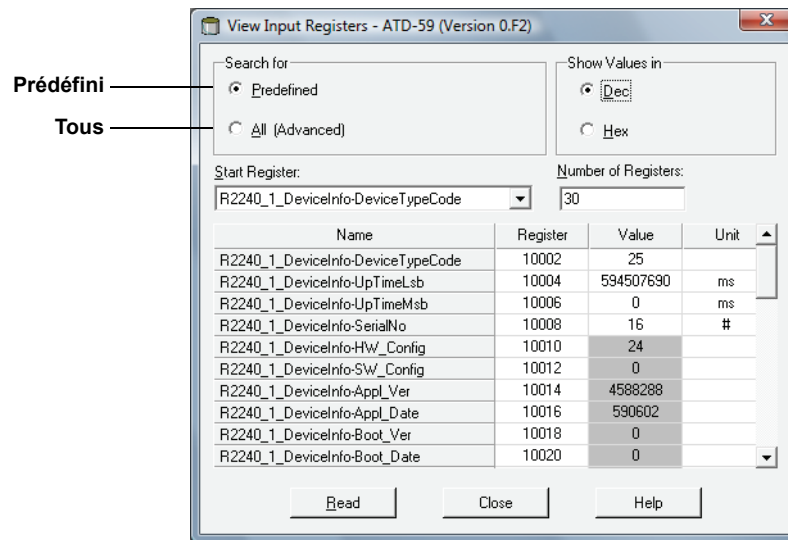 View Input Registers - ATD-59 (Version 0.F2)
Search for
Show Values in
Prédéfini
Predefined
Dec
Tous
All (Advanced)
Hex
Start Register:
Number of Registers:
R2240_1_DeviceInfo-DeviceTypeCode
30
Name Register Value Unit
R2240_1_DeviceInfo-DeviceTypeCode 10002 25
R2240_1_DeviceInfo-UpTimeLsb 10004 594507690 ms
R2240_1_DeviceInfo-UpTimeMsb 10006 0 ms
R2240_1_DeviceInfo-SerialNo 10008 16 #
R2240_1_DeviceInfo-HW_Config 10010 24
R2240_1_DeviceInfo-SW_Config 10012 0
R2240_1_DeviceInfo-Appl_Ver 10014 4588288
R2240_1_DeviceInfo-Appl_Date 10016 590602
R2240_1_DeviceInfo-Boot_Ver 10018 0
R2240_1_DeviceInfo-Boot_Date 10020 0
Read Close Help